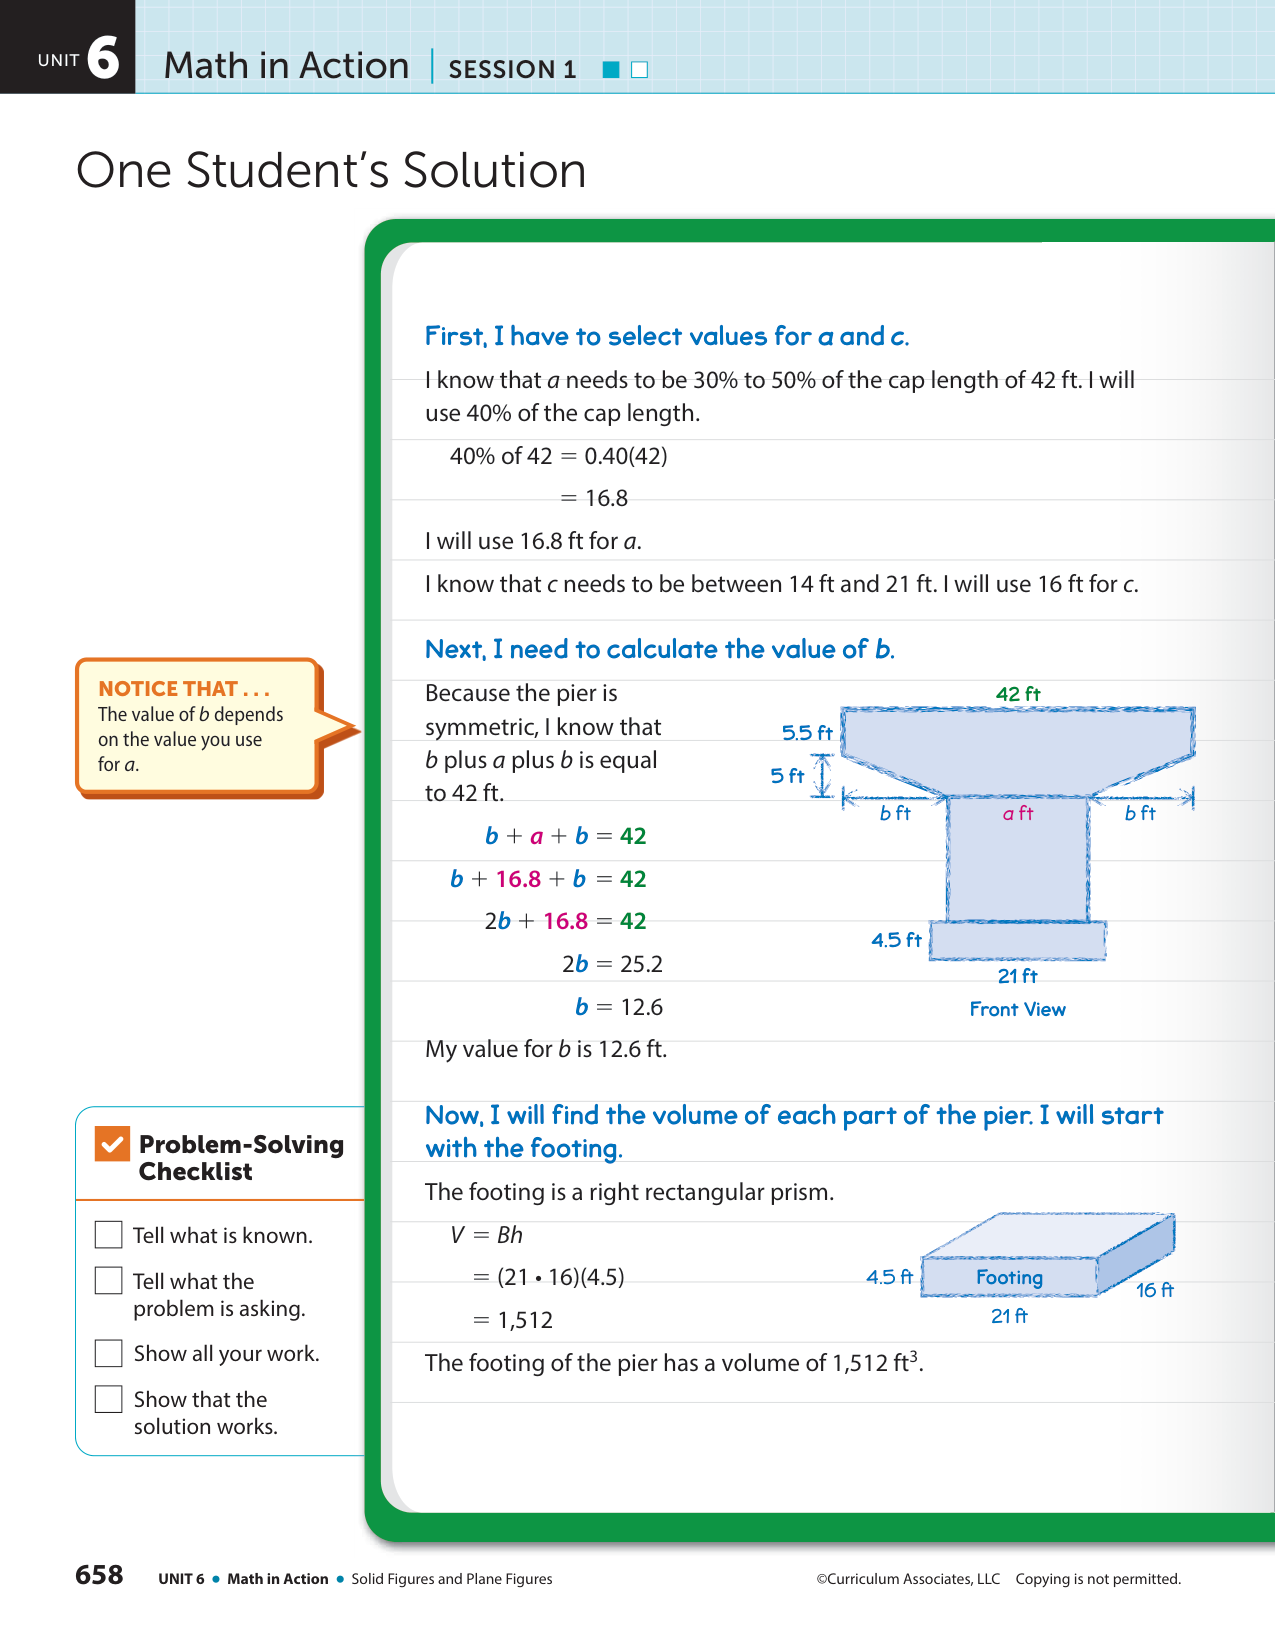 UNIT 6
Math in Action | SESSION 1
One Student’s Solution
First, I have to select values for a and c.
I know that a needs to be 30% to 50% of the cap length of 42 ft. I will
use 40% of the cap length.
40% of 42 = 0.40(42)
= 16.8
I will use 16.8 ft for a.
I know that c needs to be between 14 ft and 21 ft. I will use 16 ft for c.
Next, I need to calculate the value of b.
NOTICE THAT . . .
The value of b depends
on the value you use
for a.
Because the pier is
symmetric, I know that
b plus a plus b is equal
to 42 ft.
b + a + b = 42
b + 16.8 + b = 42
2b + 16.8 = 42
2b = 25.2
b = 12.6
My value for b is 12.6 ft.
42 ft
5.5 ft
5 ft
b ft
a ft
b ft
4.5 ft
21 ft
Front View
Now, I will find the volume of each part of the pier. I will start
with the footing.
The footing is a right rectangular prism.
V = Bh
= (21 • 16)(4.5)
= 1,512
The footing of the pier has a volume of 1,512 ft³.
4.5 ft
Footing
16 ft
21 ft
Problem-Solving
Checklist
Tell what is known.
Tell what the
problem is asking.
Show all your work.
Show that the
solution works.
658 UNIT 6 • Math in Action • Solid Figures and Plane Figures
©Curriculum Associates, LLC Copying is not permitted.